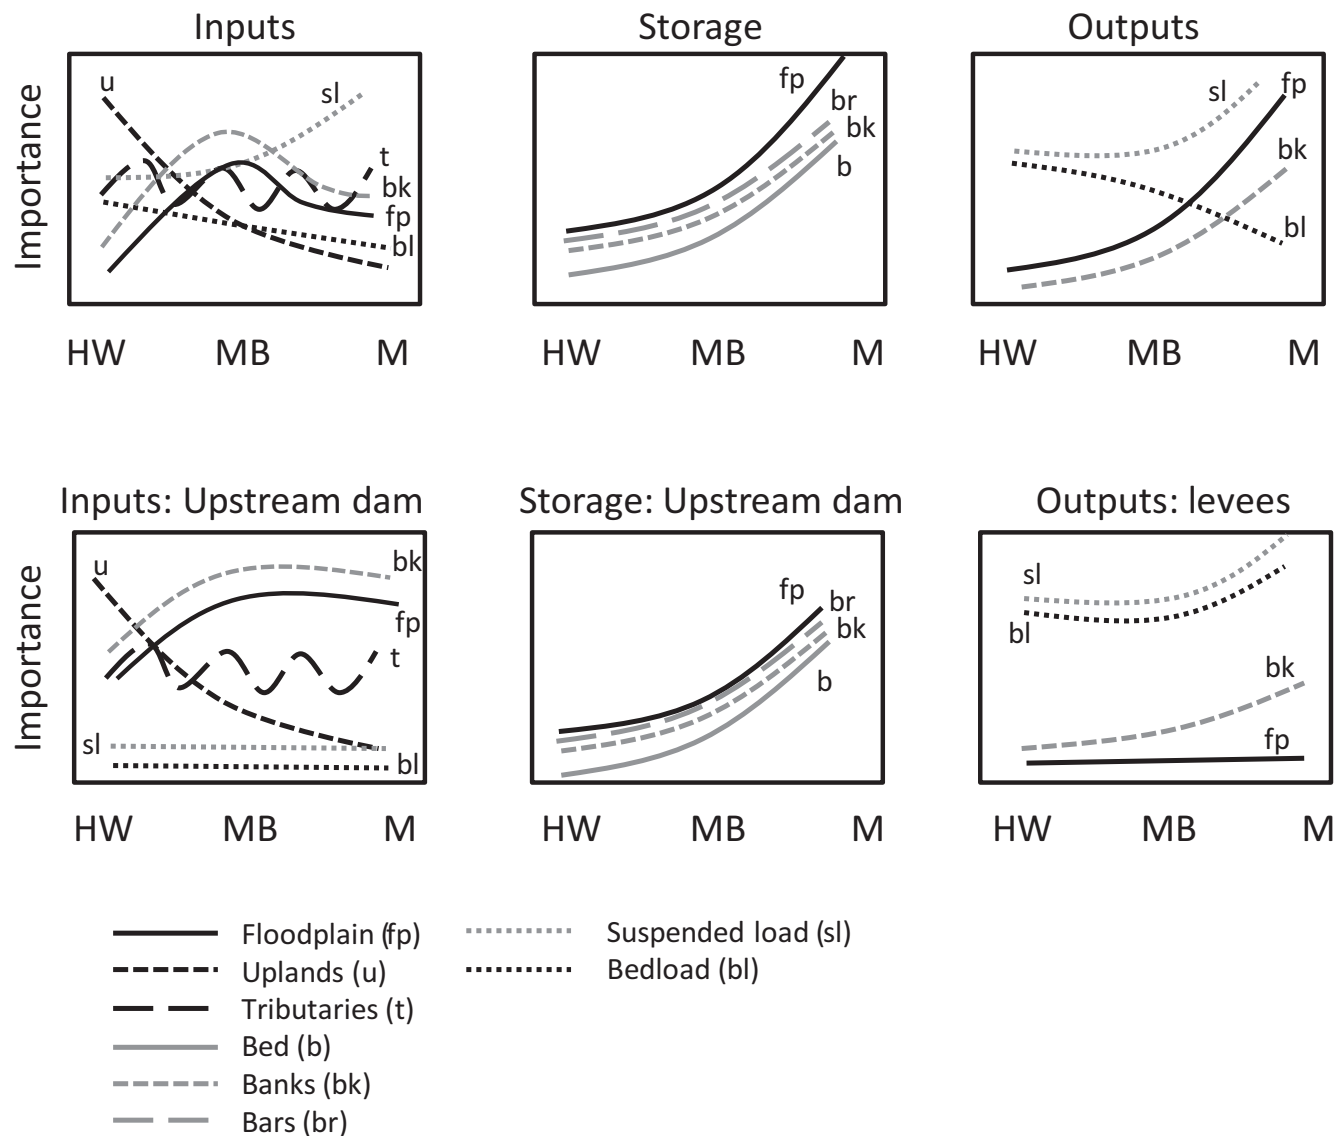 Inputs
Storage
Outputs
Importance
u
sl
t
bk
fp
bl
HW MB M
fp
br
bk
b
HW MB M
sl
fp
bk
bl
HW MB M
Inputs: Upstream dam
Storage: Upstream dam
Outputs: levees
Importance
u
bk
fp
t
sl
bl
HW MB M
fp
br
bk
b
HW MB M
sl
bl
bk
fp
HW MB M
Floodplain (fp)
Uplands (u)
Tributaries (t)
Bed (b)
Banks (bk)
Bars (br)
Suspended load (sl)
Bedload (bl)